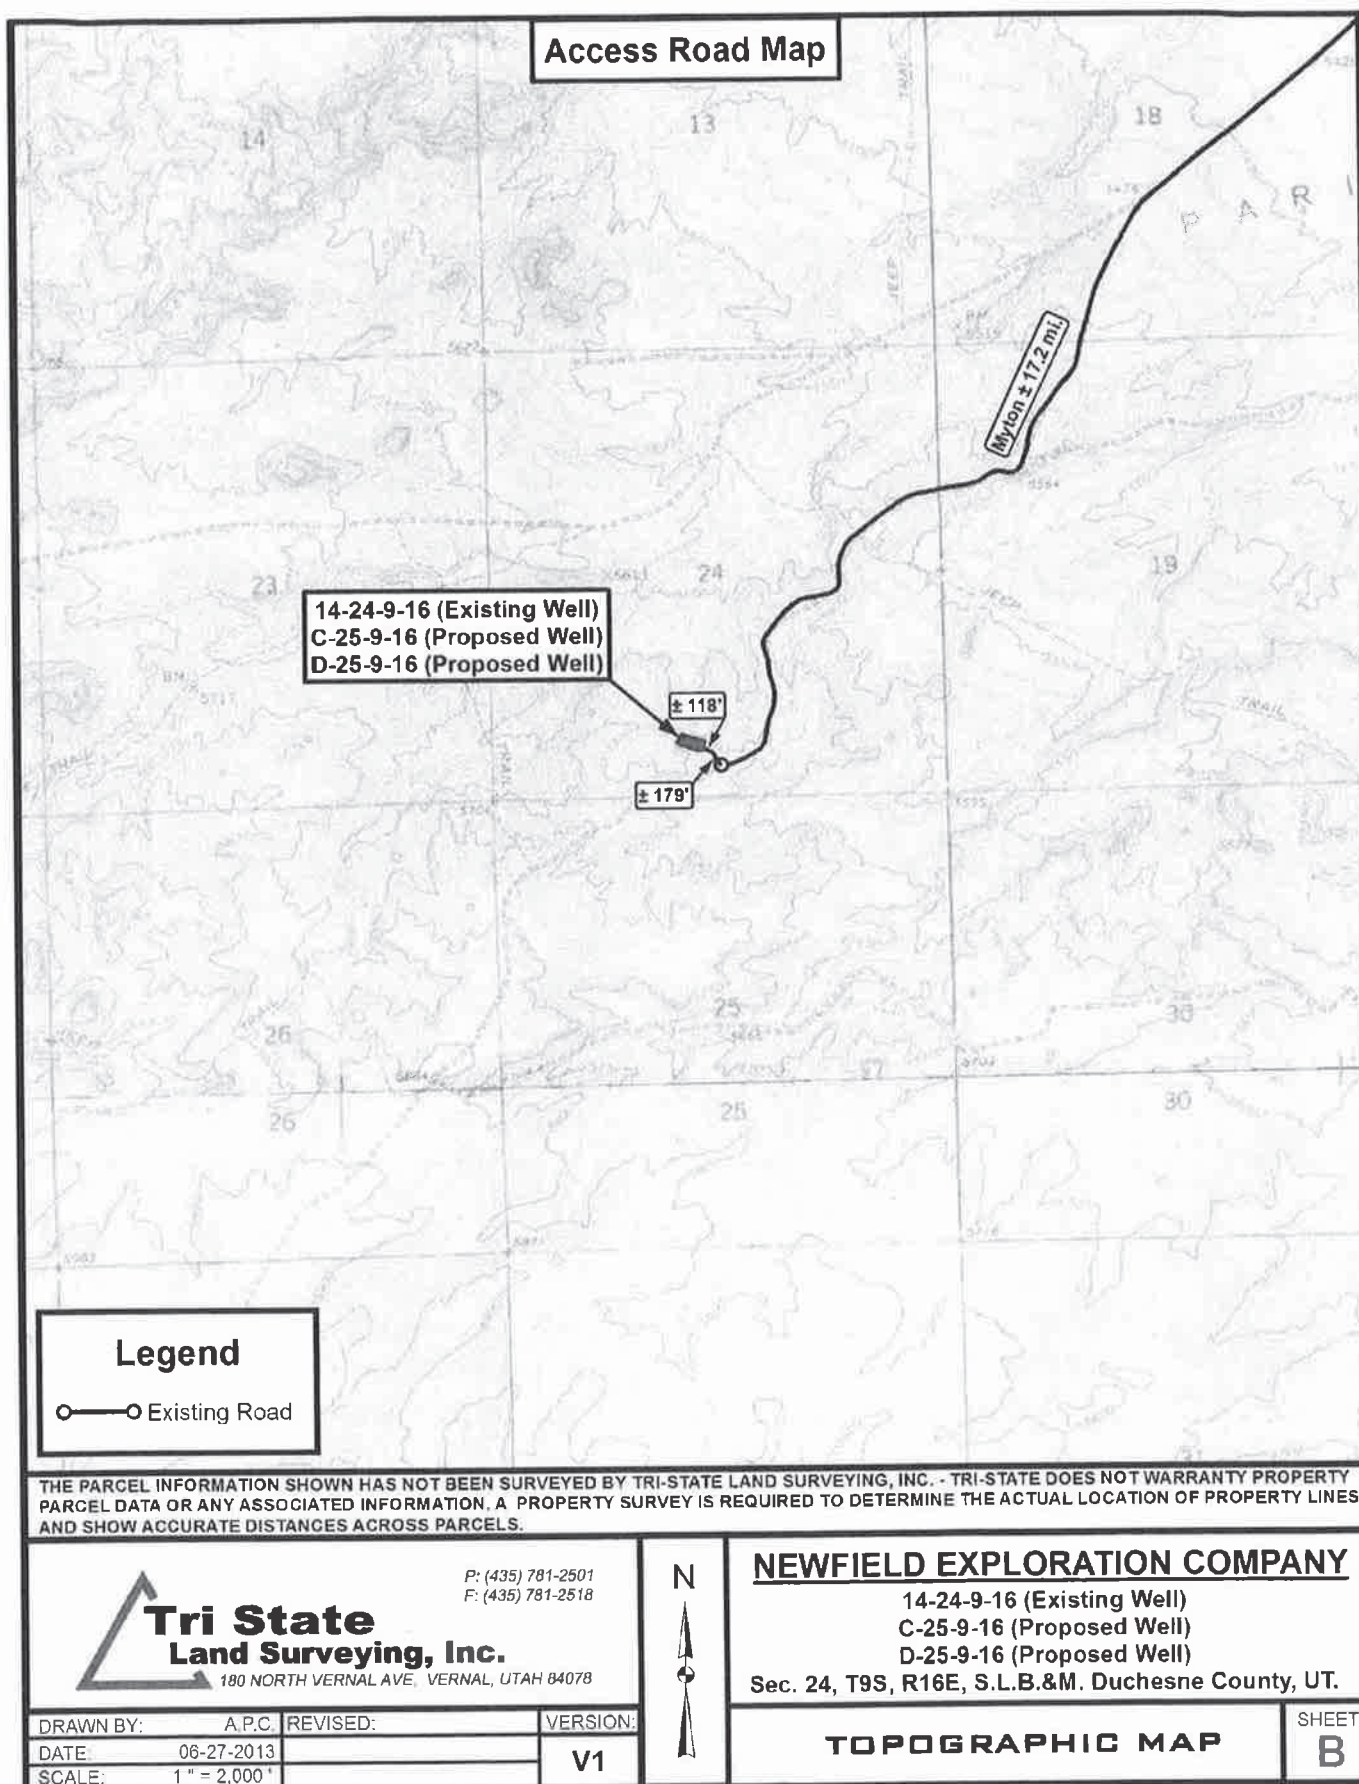 Access Road Map
14
13
18
TRAIL
JEEP
P A R I
Myton ± 17.2 mi.
23
24
19
JEEP
14-24-9-16 (Existing Well)
C-25-9-16 (Proposed Well)
D-25-9-16 (Proposed Well)
± 118'
± 179'
TRAIL
TRAIL
TRAIL
25
26
30
26
25
30
Legend
Existing Road
THE PARCEL INFORMATION SHOWN HAS NOT BEEN SURVEYED BY TRI-STATE LAND SURVEYING, INC. - TRI-STATE DOES NOT WARRANTY PROPERTY
PARCEL DATA OR ANY ASSOCIATED INFORMATION, A PROPERTY SURVEY IS REQUIRED TO DETERMINE THE ACTUAL LOCATION OF PROPERTY LINES
AND SHOW ACCURATE DISTANCES ACROSS PARCELS.
P: (435) 781-2501
F: (435) 781-2518
Tri State
Land Surveying, Inc.
180 NORTH VERNAL AVE. VERNAL, UTAH 84078
N
NEWFIELD EXPLORATION COMPANY
14-24-9-16 (Existing Well)
C-25-9-16 (Proposed Well)
D-25-9-16 (Proposed Well)
Sec. 24, T9S, R16E, S.L.B.&M. Duchesne County, UT.
DRAWN BY: A.P.C. REVISED: VERSION:
DATE: 06-27-2013 V1
SCALE: 1 " = 2,000 '
TOPOGRAPHIC MAP
SHEET
B